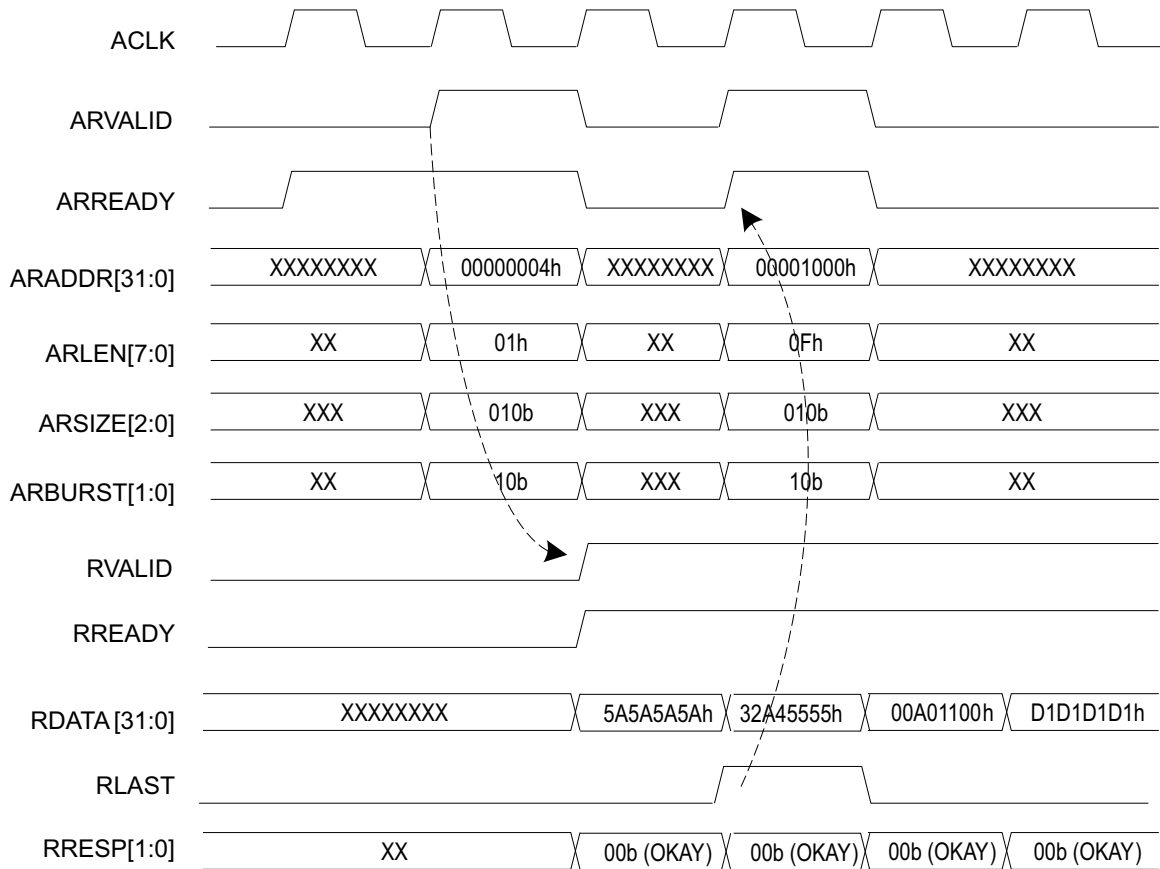 ACLK
ARVALID
ARREADY
ARADDR[31:0] XXXXXXXX 00000004h XXXXXXXX 00001000h XXXXXXXX
ARLEN[7:0] XX 01h XX 0Fh XX
ARSIZE[2:0] XXX 010b XXX 010b XXX
ARBURST[1:0] XX 10b XXX 10b XX
RVALID
RREADY
RDATA [31:0] XXXXXXXX 5A5A5A5Ah 32A45555h 00A01100h D1D1D1D1h
RLAST
RRESP[1:0] XX 00b (OKAY) 00b (OKAY) 00b (OKAY) 00b (OKAY)